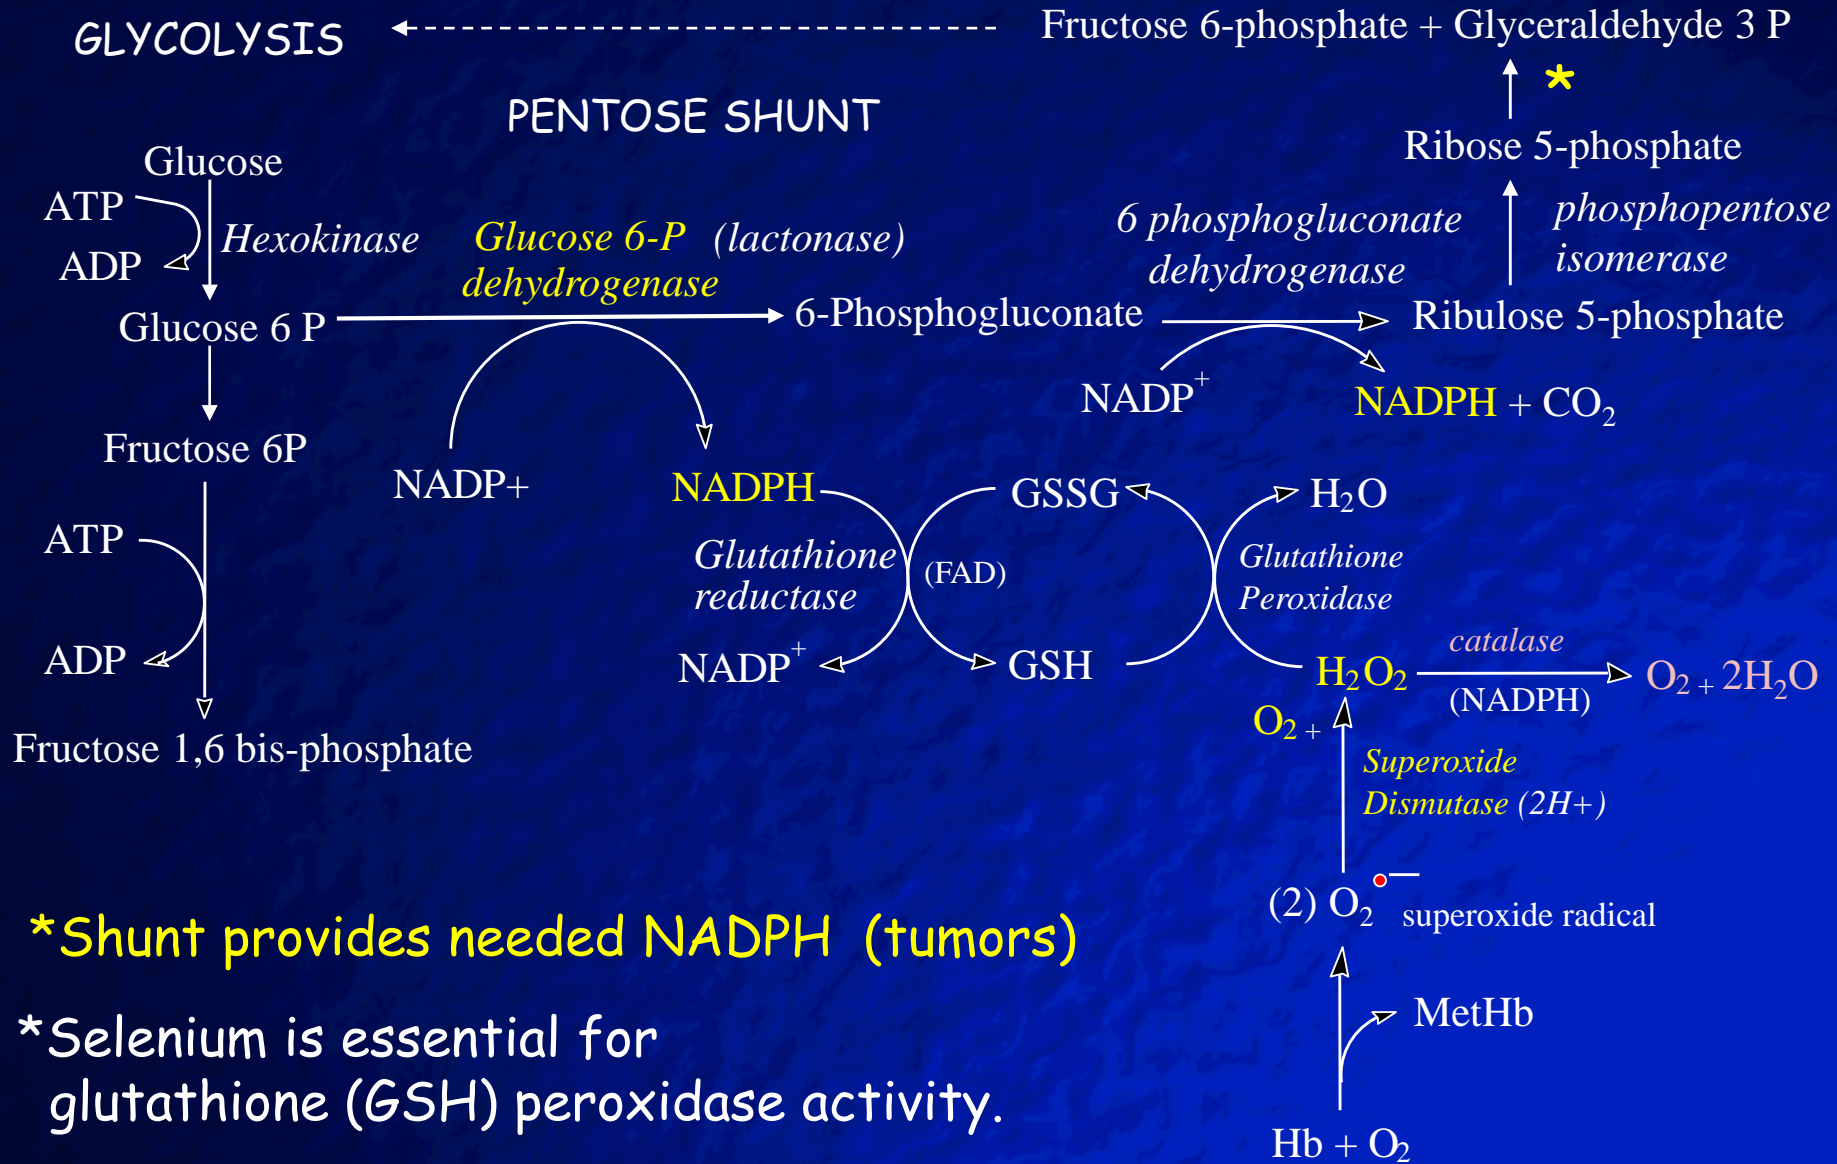 GLYCOLYSIS
Fructose 6-phosphate + Glyceraldehyde 3 P
*
PENTOSE SHUNT
Ribose 5-phosphate
Glucose
ATP
ADP
Hexokinase
Glucose 6-P (lactonase)
dehydrogenase
6 phosphogluconate
dehydrogenase
phosphopentose
isomerase
Glucose 6 P
6-Phosphogluconate
Ribulose 5-phosphate
NADP+
NADPH + CO2
Fructose 6P
NADP+
NADPH
GSSG
H2O
ATP
Glutathione
reductase
(FAD)
Glutathione
Peroxidase
ADP
NADP+
GSH
H2O2
catalase
(NADPH)
O2 + 2H2O
O2 +
Fructose 1,6 bis-phosphate
Superoxide
Dismutase (2H+)
(2) O2•— superoxide radical
*Shunt provides needed NADPH (tumors)
MetHb
*Selenium is essential for
glutathione (GSH) peroxidase activity.
Hb + O2